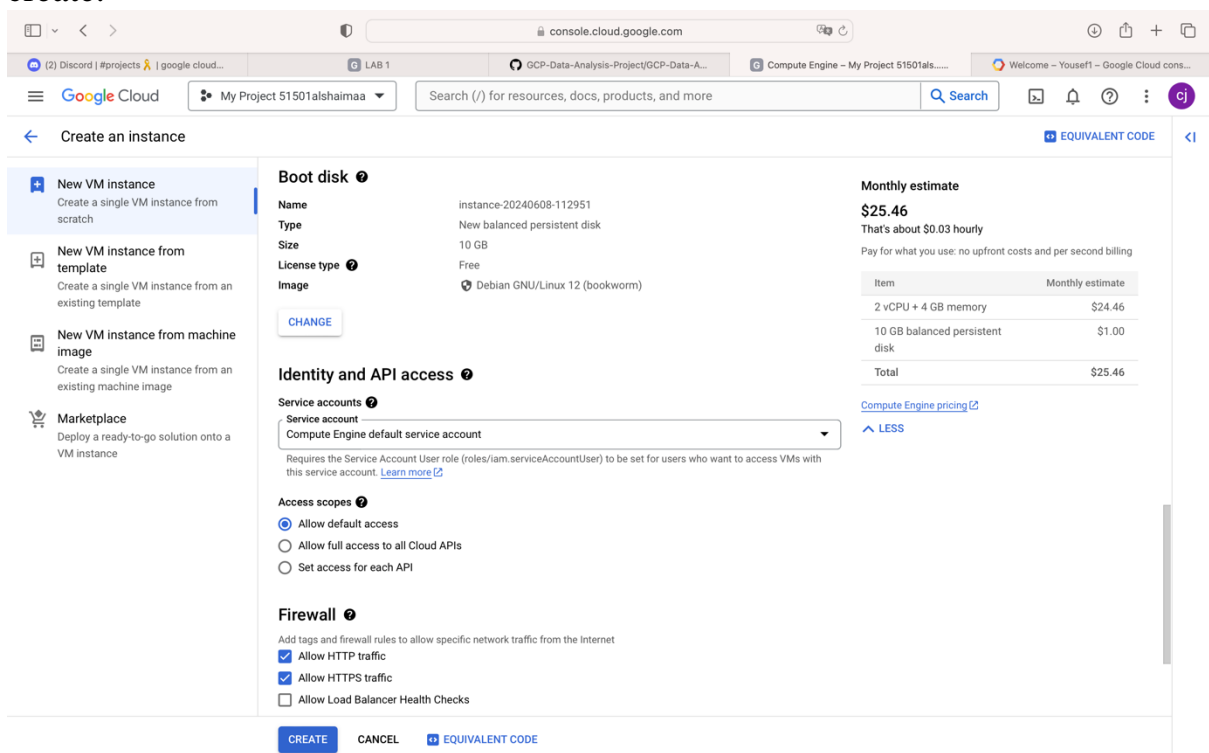 create.
console.cloud.google.com
(2) Discord | #projects 🎗 | google cloud...
G LAB 1
GCP-Data-Analysis-Project/GCP-Data-A...
G Compute Engine – My Project 51501als......
Welcome – Yousef1 – Google Cloud cons...
Google Cloud
My Project 51501alshaimaa
Search (/) for resources, docs, products, and more
Search
cj
Create an instance
EQUIVALENT CODE
New VM instance
Create a single VM instance from
scratch
New VM instance from
template
Create a single VM instance from an
existing template
New VM instance from machine
image
Create a single VM instance from an
existing machine image
Marketplace
Deploy a ready-to-go solution onto a
VM instance
Boot disk
Name instance-20240608-112951
Type New balanced persistent disk
Size 10 GB
License type Free
Image Debian GNU/Linux 12 (bookworm)
CHANGE
Identity and API access
Service accounts
Service account
Compute Engine default service account
Requires the Service Account User role (roles/iam.serviceAccountUser) to be set for users who want to access VMs with
this service account. Learn more
Access scopes
Allow default access
Allow full access to all Cloud APIs
Set access for each API
Firewall
Add tags and firewall rules to allow specific network traffic from the Internet
Allow HTTP traffic
Allow HTTPS traffic
Allow Load Balancer Health Checks
Monthly estimate
$25.46
That's about $0.03 hourly
Pay for what you use: no upfront costs and per second billing
Item Monthly estimate
2 vCPU + 4 GB memory $24.46
10 GB balanced persistent $1.00
disk
Total $25.46
Compute Engine pricing
LESS
CREATE
CANCEL
EQUIVALENT CODE